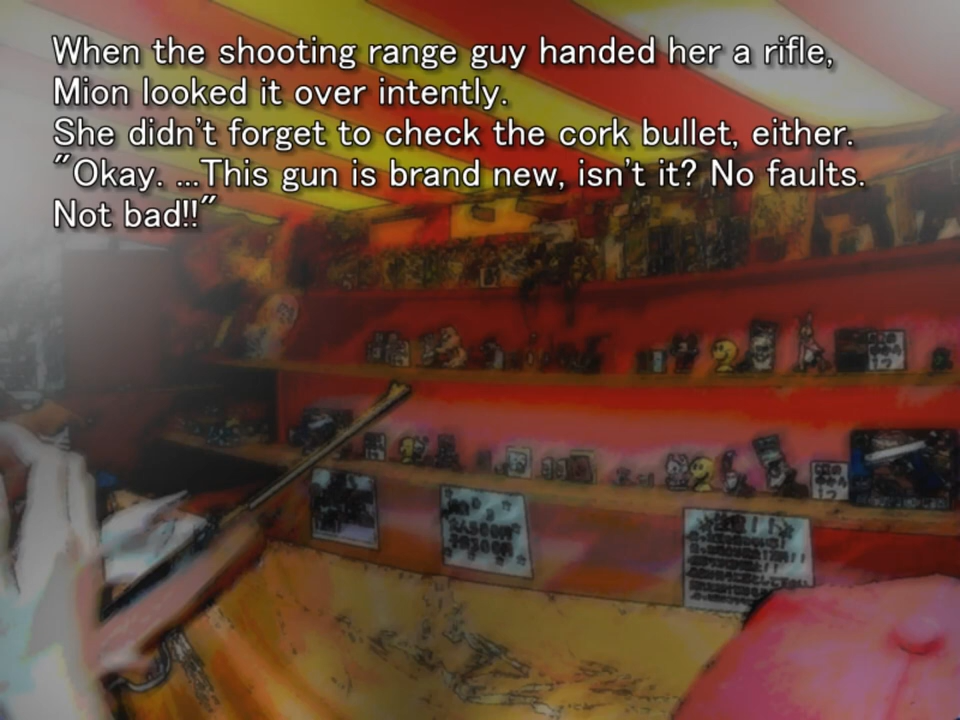 When the shooting range guy handed her a rifle,
Mion looked it over intently.
She didn't forget to check the cork bullet, either.
"Okay. ...This gun is brand new, isn't it? No faults.
Not bad!!"